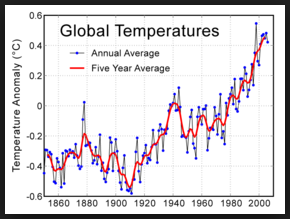 Global Temperatures
Annual Average
Five Year Average
Temperature Anomaly (°C)
0.6
0.4
0.2
0
-0.2
-0.4
-0.6
1860 1880 1900 1920 1940 1960 1980 2000